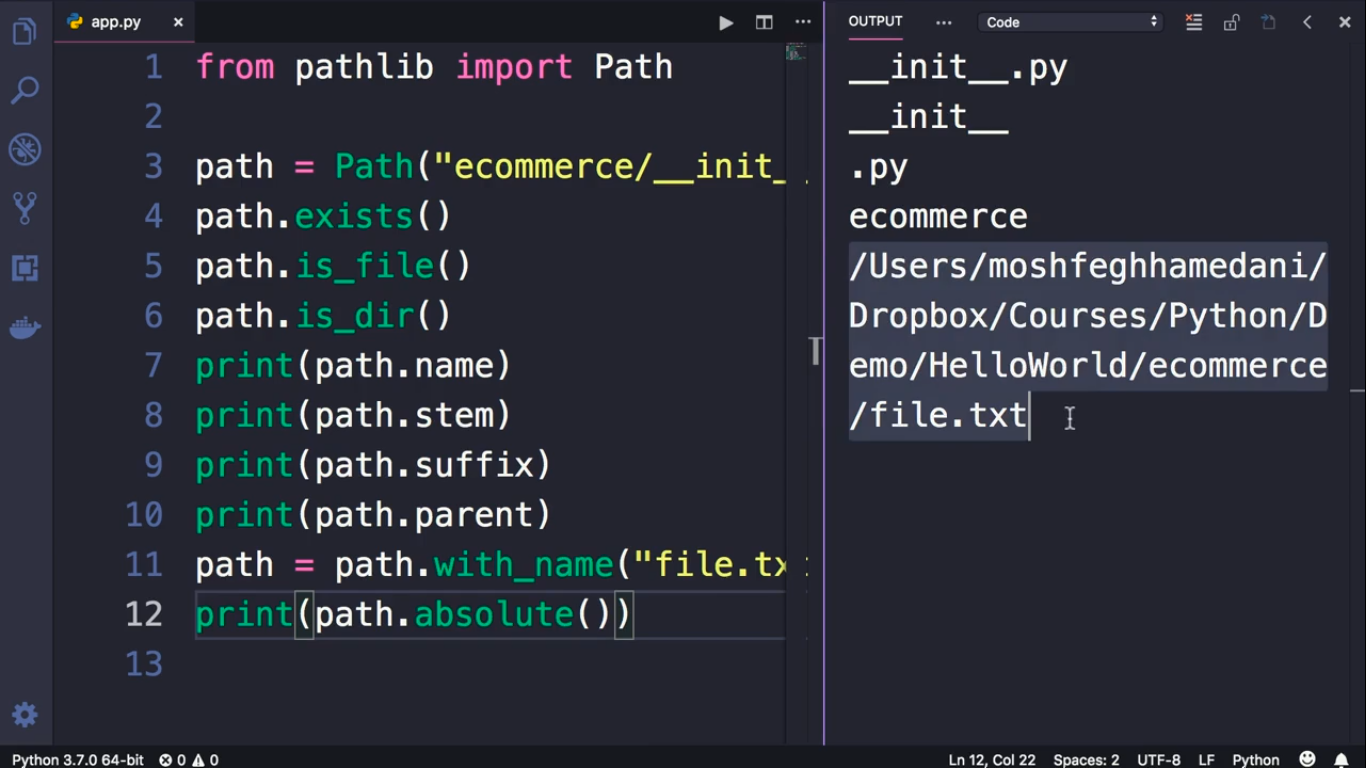 app.py
OUTPUT
Code
1 from pathlib import Path
2
3 path = Path("ecommerce/__init_
4 path.exists()
5 path.is_file()
6 path.is_dir()
7 print(path.name)
8 print(path.stem)
9 print(path.suffix)
10 print(path.parent)
11 path = path.with_name("file.tx
12 print(path.absolute())
13
__init__.py
__init__
.py
ecommerce
/Users/moshfeghhamedani/
Dropbox/Courses/Python/D
emo/HelloWorld/ecommerce
/file.txt
Python 3.7.0 64-bit 0 0 Ln 12, Col 22 Spaces: 2 UTF-8 LF Python